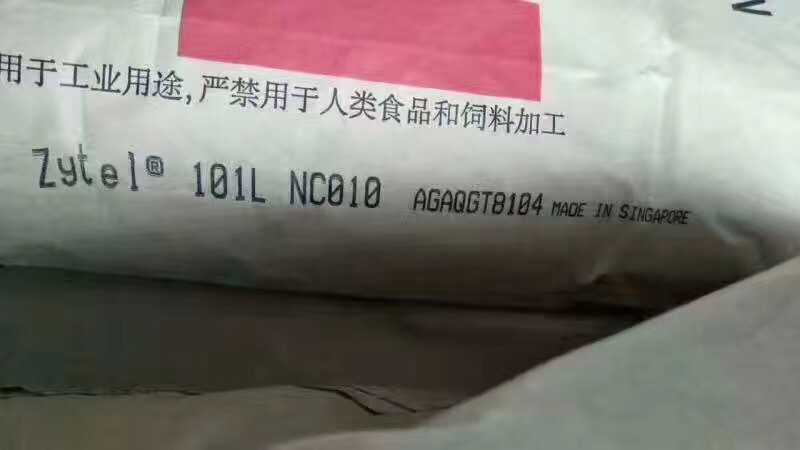 用于工业用途,严禁用于人类食品和饲料加工
Zytel® 101L NC010 AGAQGT8104 MADE IN SINGAPORE